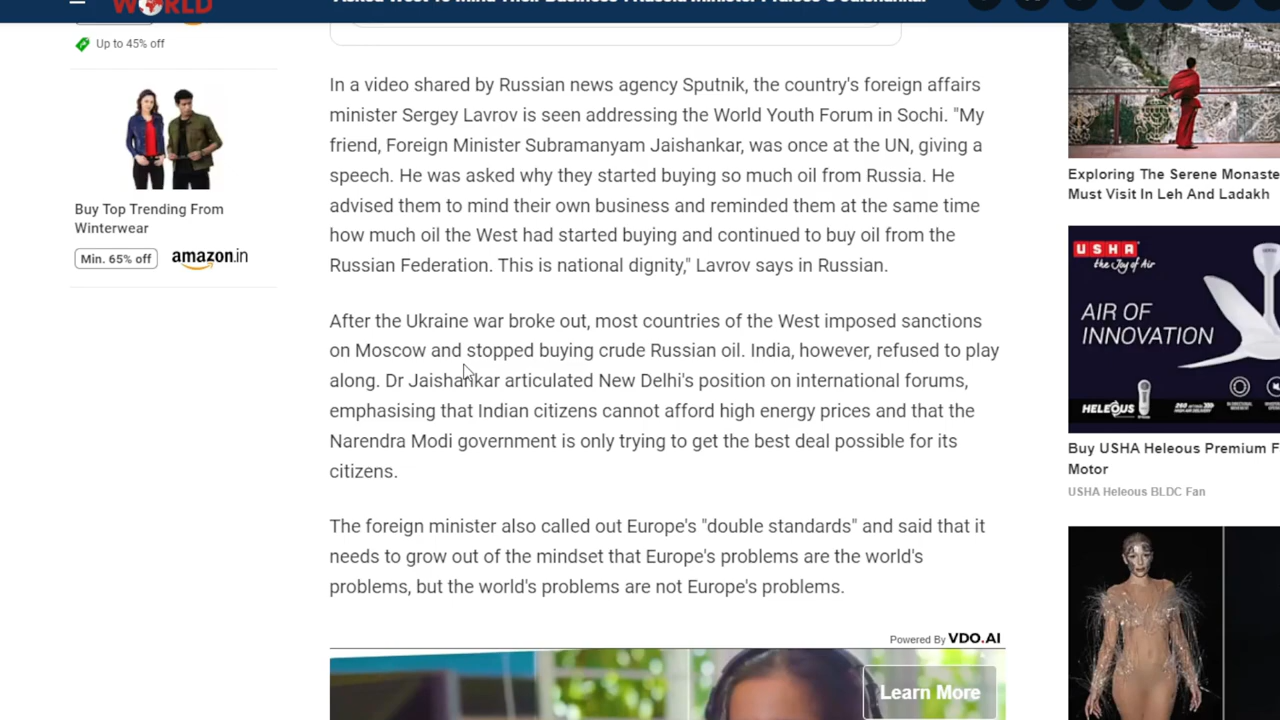 WORLD
Up to 45% off
Buy Top Trending From
Winterwear
Min. 65% off
amazon.in
In a video shared by Russian news agency Sputnik, the country's foreign affairs
minister Sergey Lavrov is seen addressing the World Youth Forum in Sochi. "My
friend, Foreign Minister Subramanyam Jaishankar, was once at the UN, giving a
speech. He was asked why they started buying so much oil from Russia. He
advised them to mind their own business and reminded them at the same time
how much oil the West had started buying and continued to buy oil from the
Russian Federation. This is national dignity," Lavrov says in Russian.
After the Ukraine war broke out, most countries of the West imposed sanctions
on Moscow and stopped buying crude Russian oil. India, however, refused to play
along. Dr Jaishankar articulated New Delhi's position on international forums,
emphasising that Indian citizens cannot afford high energy prices and that the
Narendra Modi government is only trying to get the best deal possible for its
citizens.
The foreign minister also called out Europe's "double standards" and said that it
needs to grow out of the mindset that Europe's problems are the world's
problems, but the world's problems are not Europe's problems.
Powered By VDO.AI
Learn More
Exploring The Serene Monaste
Must Visit In Leh And Ladakh
USHA
the Joy of Air
AIR OF
INNOVATION
HELEOUS
Buy USHA Heleous Premium F
Motor
USHA Heleous BLDC Fan